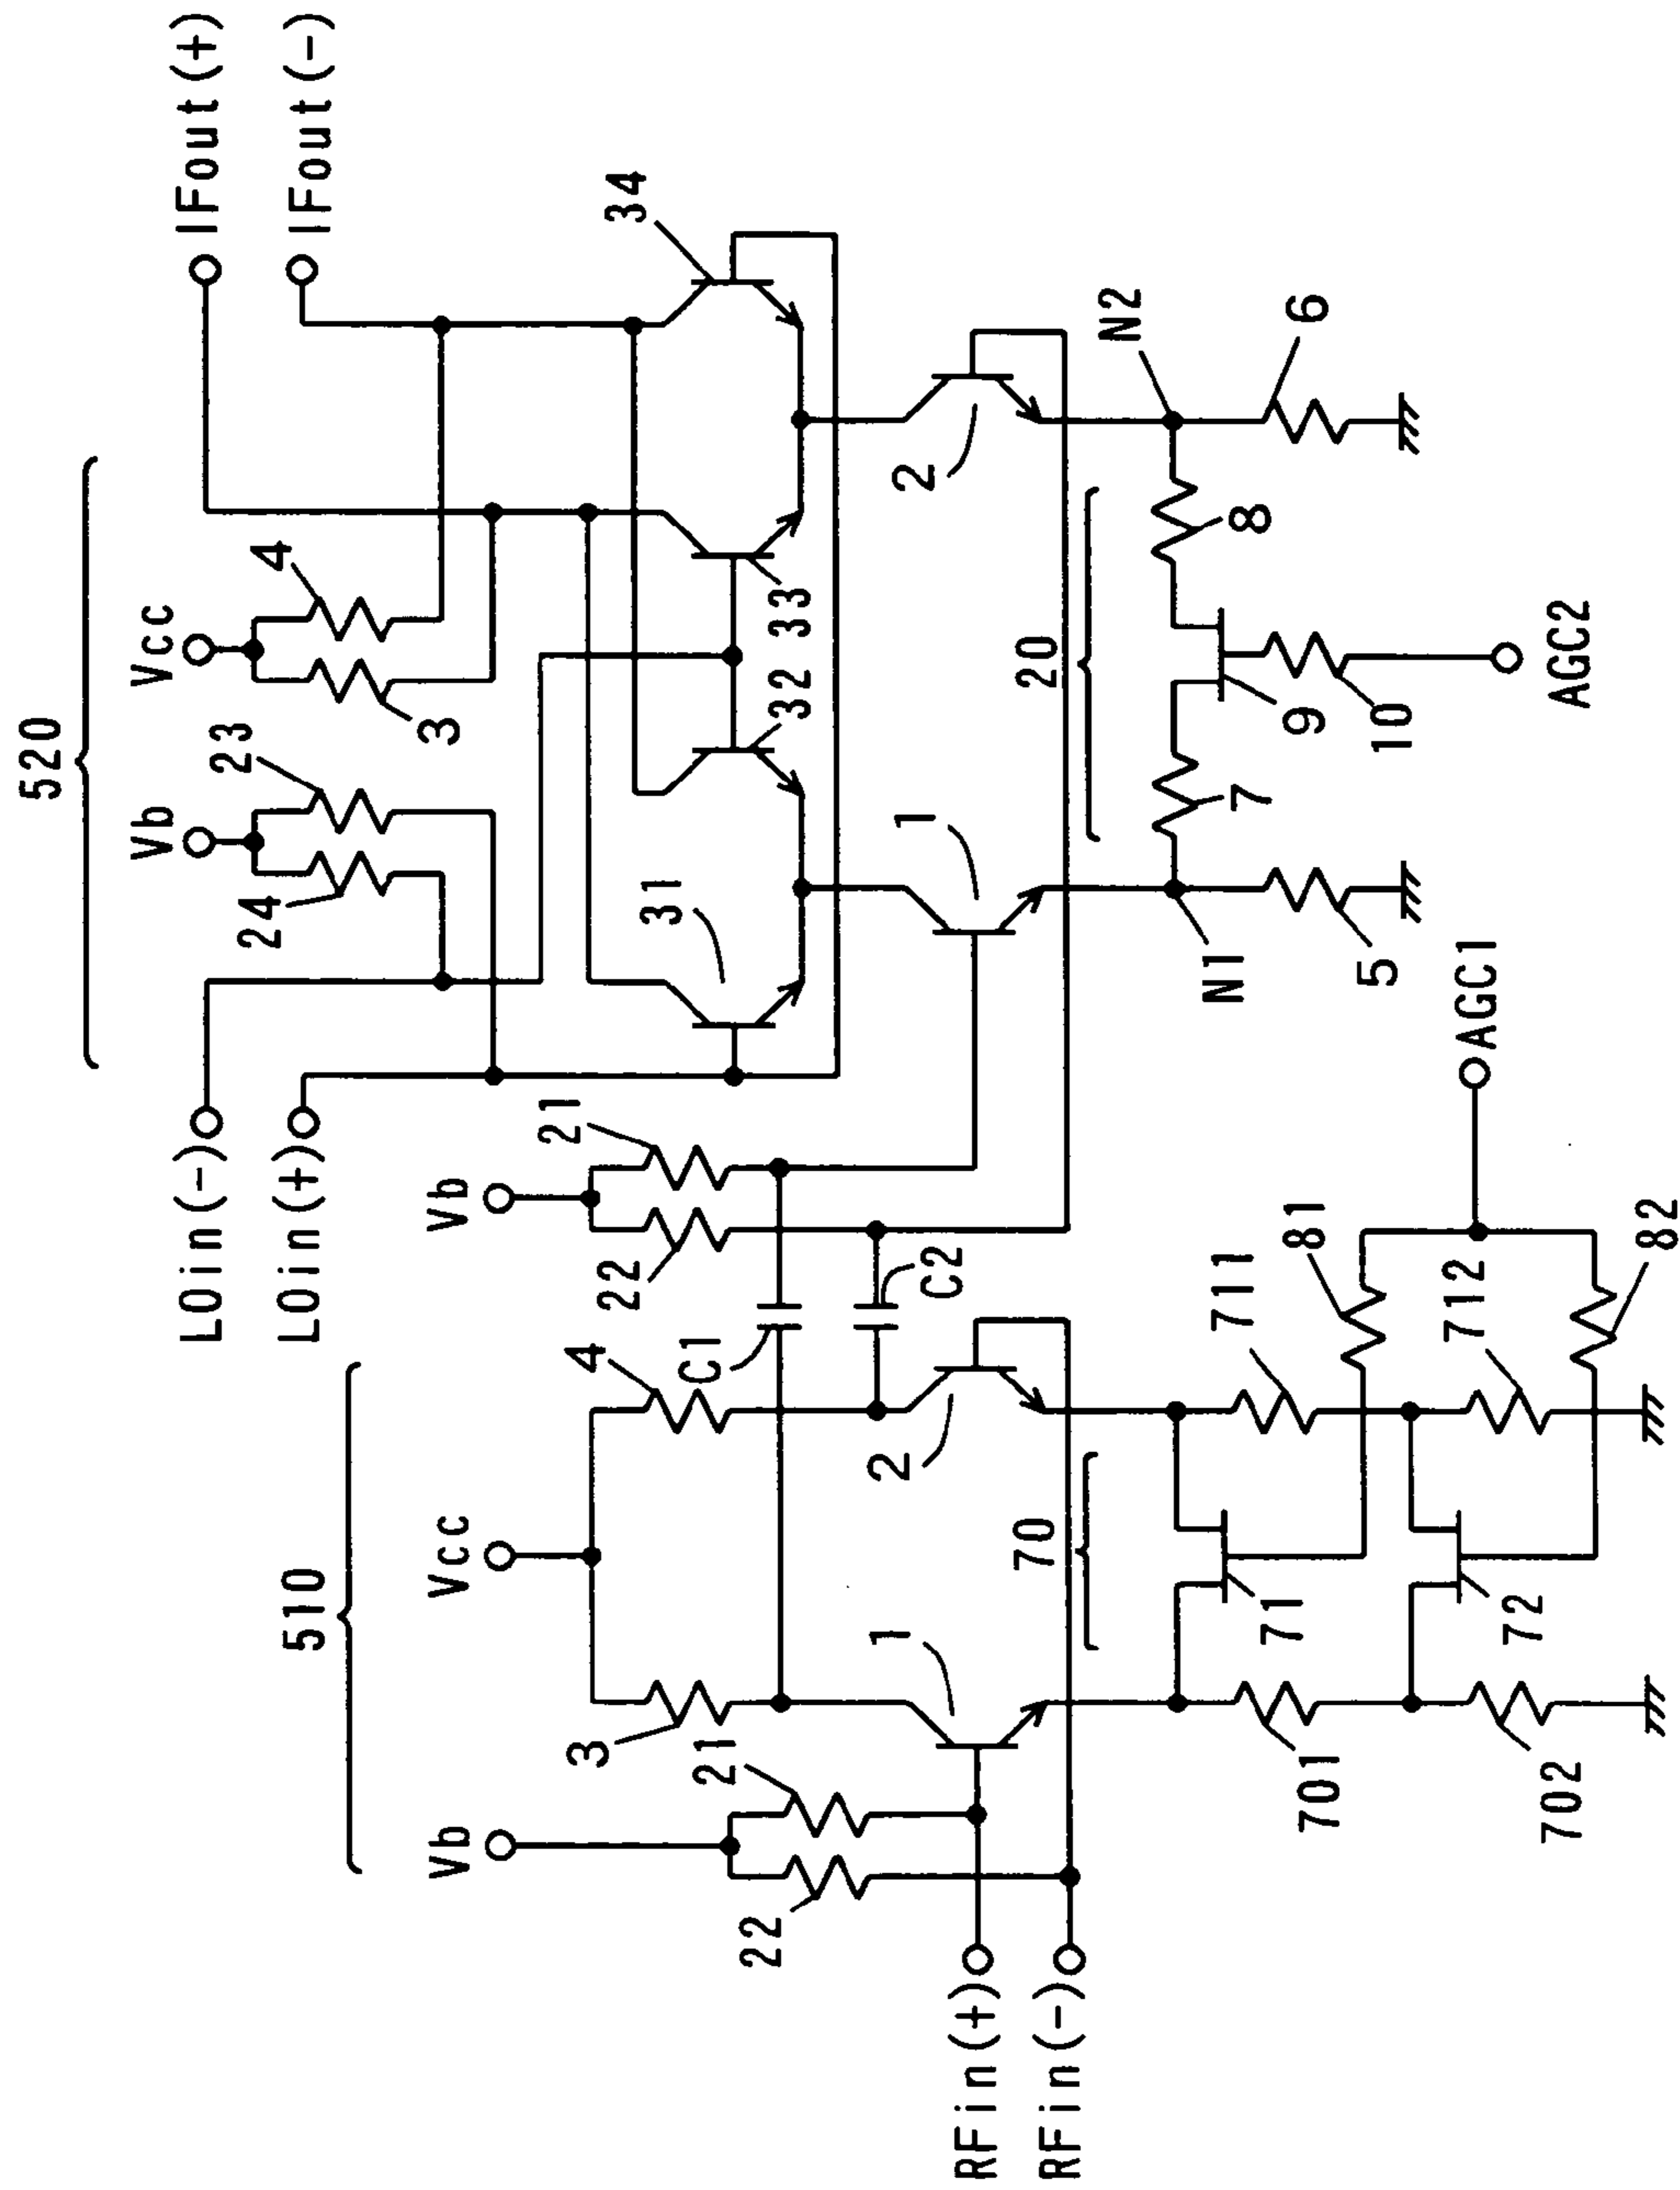 520
IFout(+)
IFout(-)
Vcc
4
3
Vb
23
24
LOin(-)
LOin(+)
34
33
32
31
510
Vb
21
22
Vcc
4
3
C1
C2
2
1
2
1
Vb
21
22
RFin(+)
RFin(-)
20
N2
N1
6
8
7
9
10
5
AGC2
70
71
72
711
712
701
702
81
82
AGC1